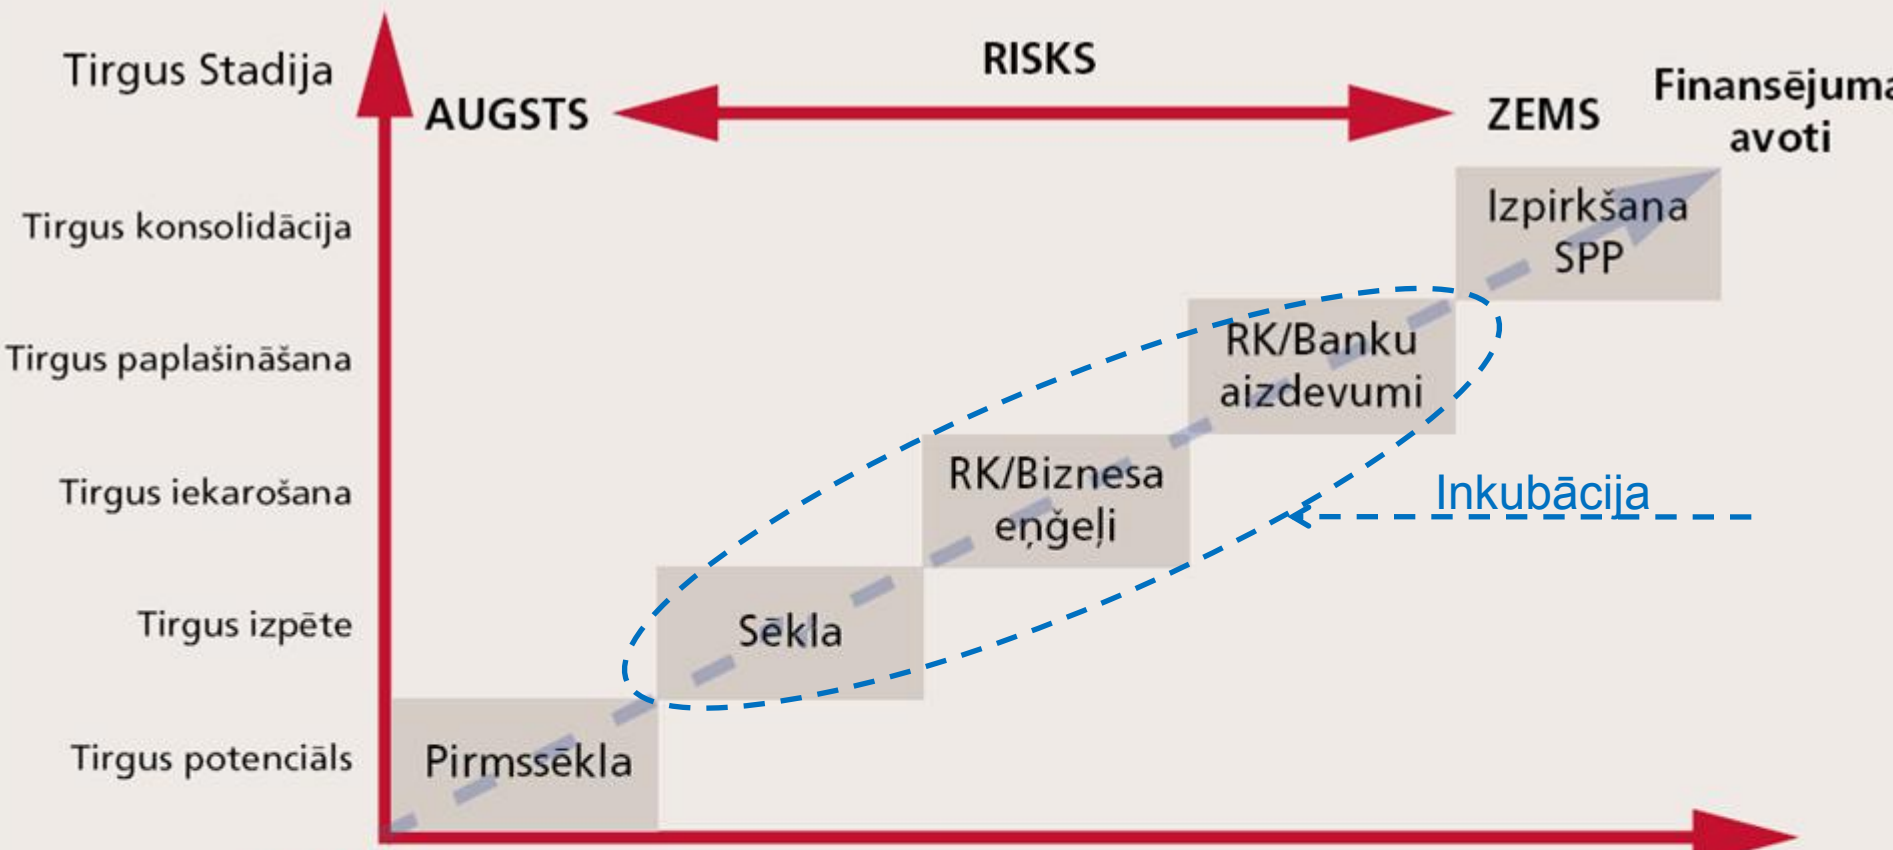 Tirgus Stadija
RISKS
AUGSTS
ZEMS
Finansējuma
avoti
Tirgus konsolidācija
Izpirkšana
SPP
Tirgus paplašināšana
RK/Banku
aizdevumi
Tirgus iekarošana
RK/Biznesa
eņģeļi
Inkubācija
Tirgus izpēte
Sēkla
Tirgus potenciāls
Pirmssēkla